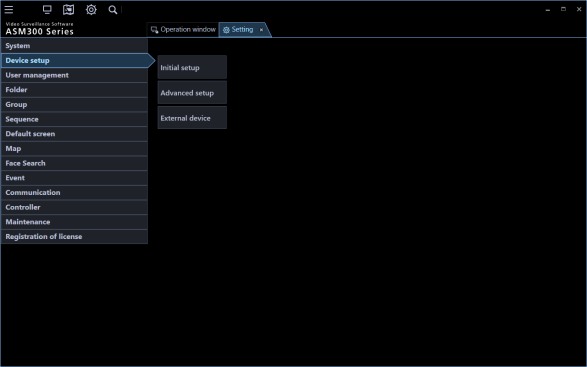 Video Surveillance Software
ASM300 Series
Operation window
Setting
System
Device setup
User management
Folder
Group
Sequence
Default screen
Map
Face Search
Event
Communication
Controller
Maintenance
Registration of license
Initial setup
Advanced setup
External device